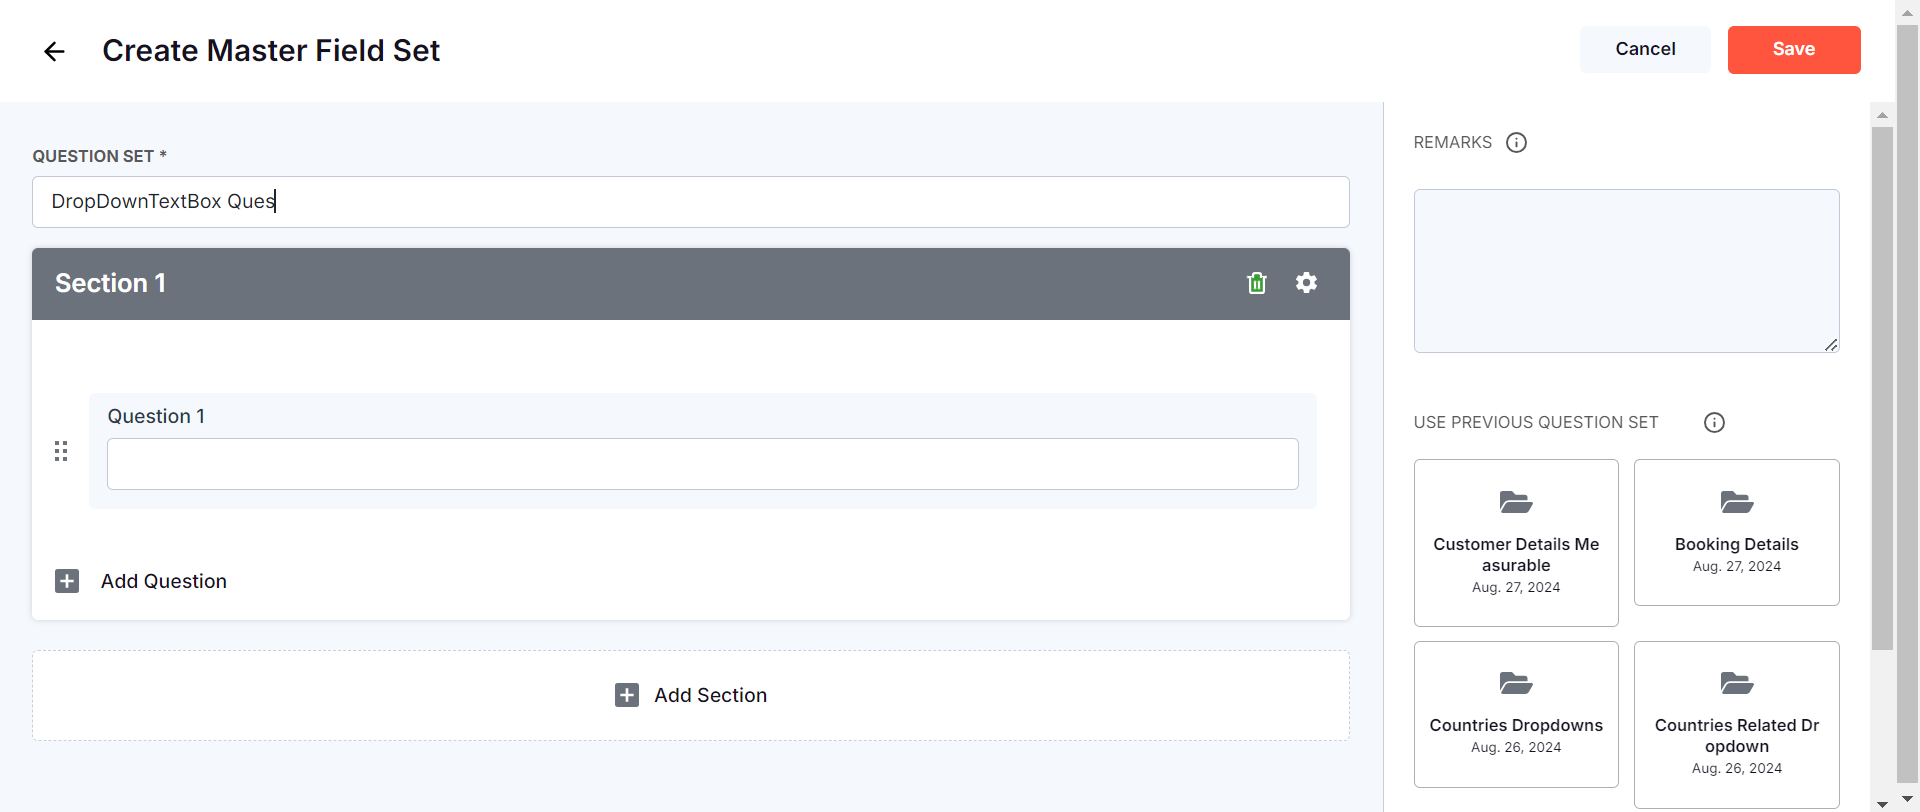 Create Master Field Set
Cancel
Save
QUESTION SET *
DropDownTextBox Ques
Section 1
Question 1
Add Question
Add Section
REMARKS
USE PREVIOUS QUESTION SET
Customer Details Me
asurable
Aug. 27, 2024
Booking Details
Aug. 27, 2024
Countries Dropdowns
Aug. 26, 2024
Countries Related Dr
opdown
Aug. 26, 2024